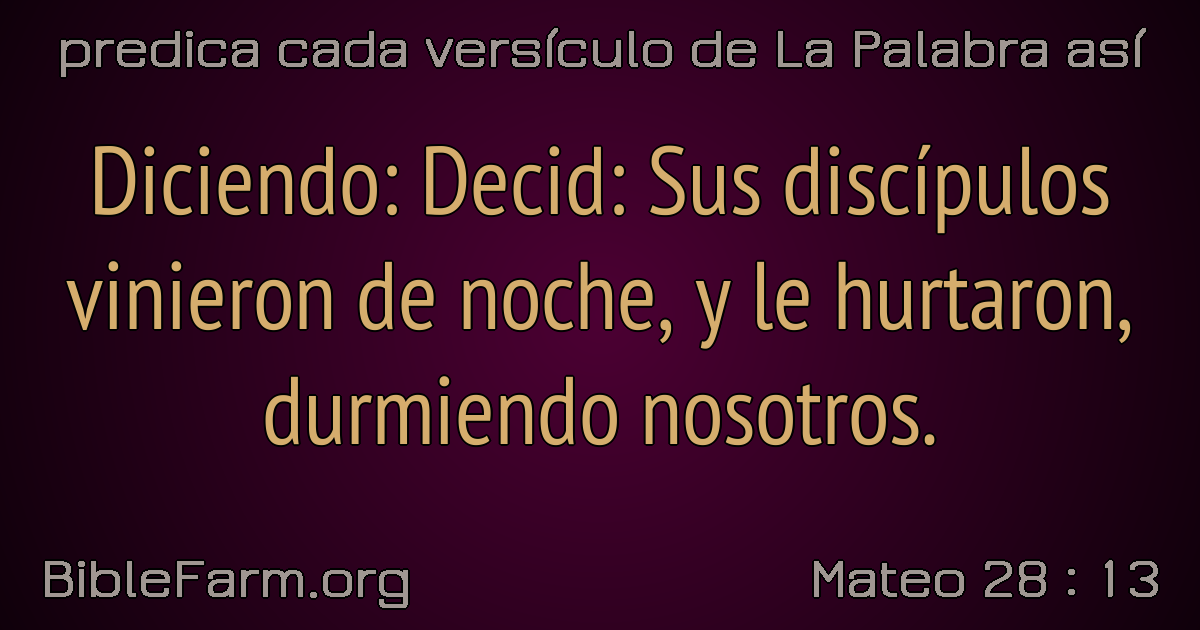 predica cada versículo de La Palabra así
Diciendo: Decid: Sus discípulos
vinieron de noche, y le hurtaron,
durmiendo nosotros.
BibleFarm.org
Mateo 28 : 13